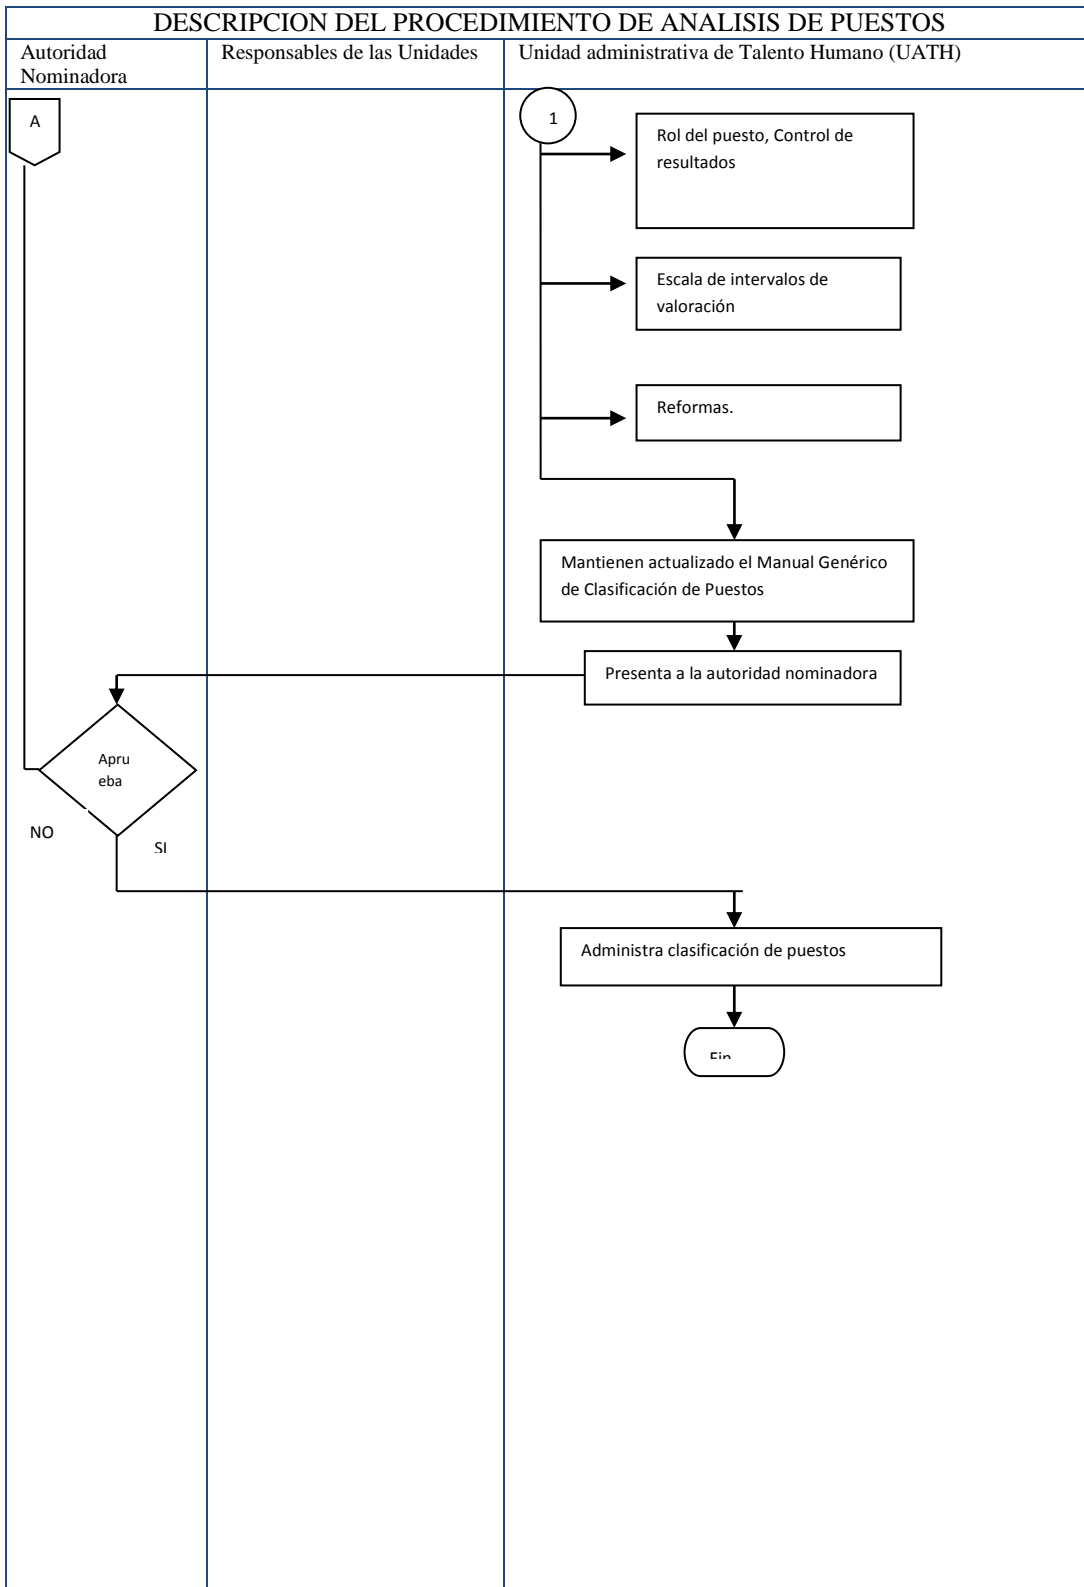 DESCRIPCION DEL PROCEDIMIENTO DE ANALISIS DE PUESTOS
Autoridad
Nominadora
Responsables de las Unidades
Unidad administrativa de Talento Humano (UATH)
A
1
Rol del puesto, Control de
resultados
Escala de intervalos de
valoración
Reformas.
Mantienen actualizado el Manual Genérico
de Clasificación de Puestos
Presenta a la autoridad nominadora
Apru
eba
NO
SI
Administra clasificación de puestos
Fin